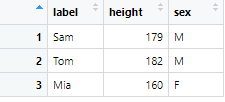 label height sex
1 Sam 179 M
2 Tom 182 M
3 Mia 160 F